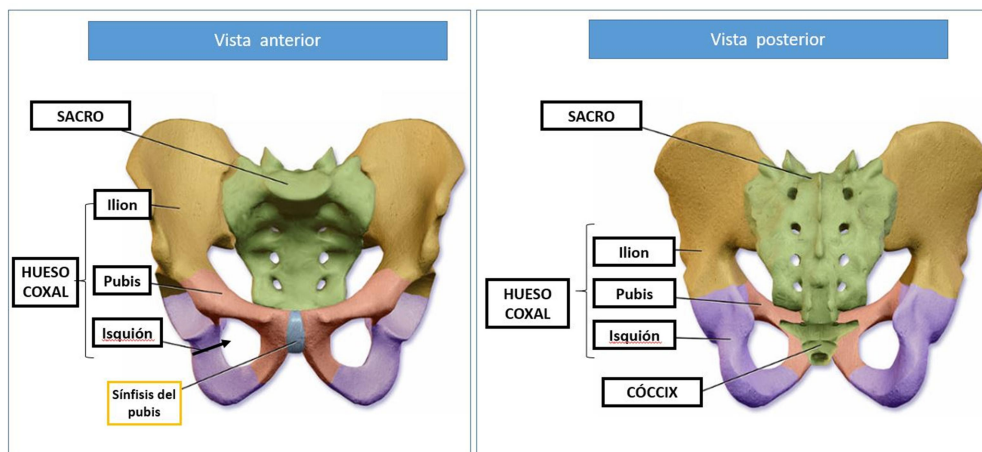 Vista anterior
SACRO
Ilion
HUESO
COXAL
Pubis
Isquión
Sínfisis del
pubis
Vista posterior
SACRO
Ilion
HUESO
COXAL
Pubis
Isquión
CÓCCIX